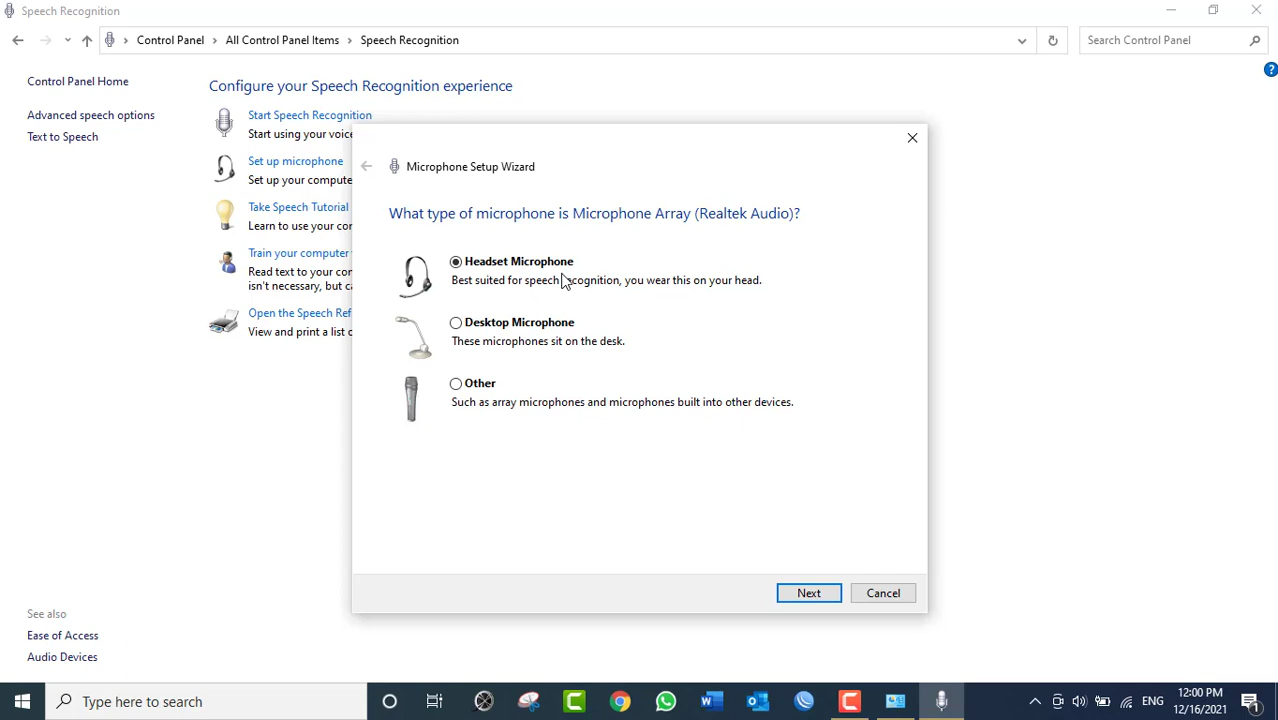 Speech Recognition
Control Panel
All Control Panel Items
Speech Recognition
Search Control Panel
Control Panel Home
Advanced speech options
Text to Speech
Configure your Speech Recognition experience
Start Speech Recognition
Start using your voice
Set up microphone
Set up your compute
Take Speech Tutorial
Learn to use your co
Train your computer
Read text to your co
isn't necessary, but ca
Open the Speech Ref
View and print a list c
Microphone Setup Wizard
What type of microphone is Microphone Array (Realtek Audio)?
Headset Microphone
Best suited for speech recognition, you wear this on your head.
Desktop Microphone
These microphones sit on the desk.
Other
Such as array microphones and microphones built into other devices.
Next
Cancel
See also
Ease of Access
Audio Devices
Type here to search
ENG
12:00 PM
12/16/2021
1